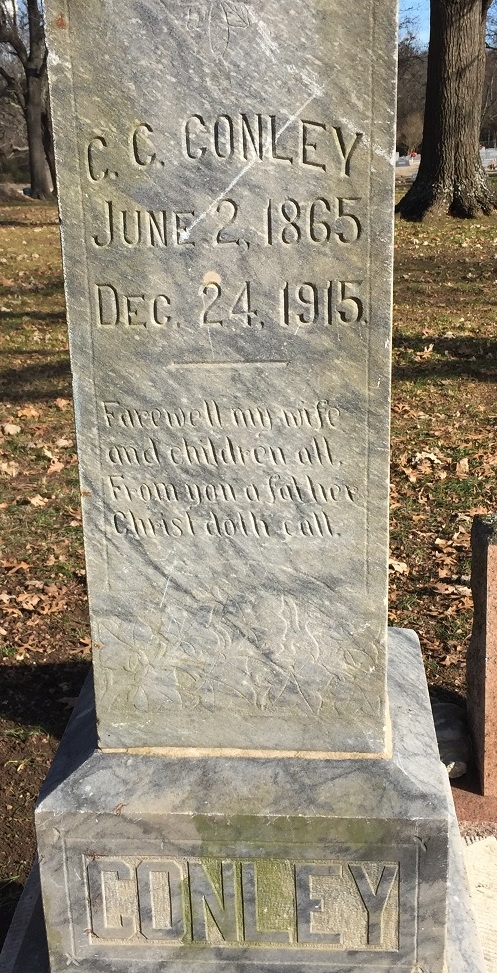 C. C. CONLEY
JUNE 2, 1865
DEC. 24, 1915.
Farewell my wife
and children all,
From you a father
Christ doth call.
CONLEY